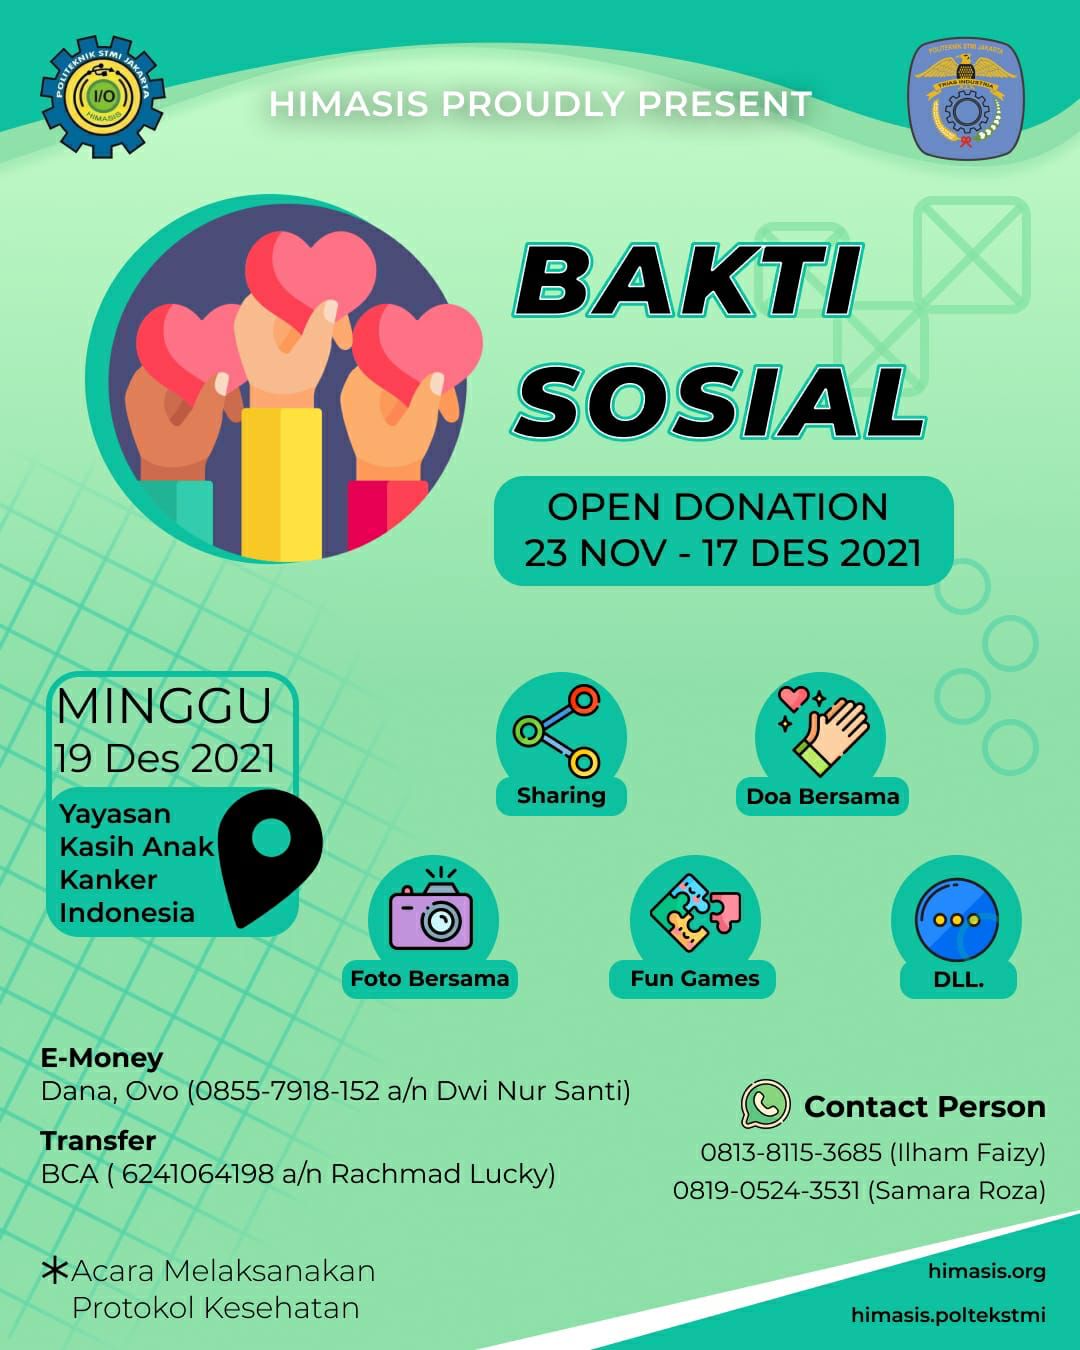 POLITEKNIK STMI JAKARTA
I/O
HIMASIS
HIMASIS PROUDLY PRESENT
POLITEKNIK STMI JAKARTA
TRIAS INDUSTRIA
BAKTI
SOSIAL
OPEN DONATION
23 NOV - 17 DES 2021
MINGGU
19 Des 2021
Yayasan
Kasih Anak
Kanker
Indonesia
Sharing
Doa Bersama
Foto Bersama
Fun Games
DLL.
E-Money
Dana, Ovo (0855-7918-152 a/n Dwi Nur Santi)
Transfer
BCA ( 6241064198 a/n Rachmad Lucky)
Contact Person
0813-8115-3685 (Ilham Faizy)
0819-0524-3531 (Samara Roza)
*Acara Melaksanakan
Protokol Kesehatan
himasis.org
himasis.poltekstmi